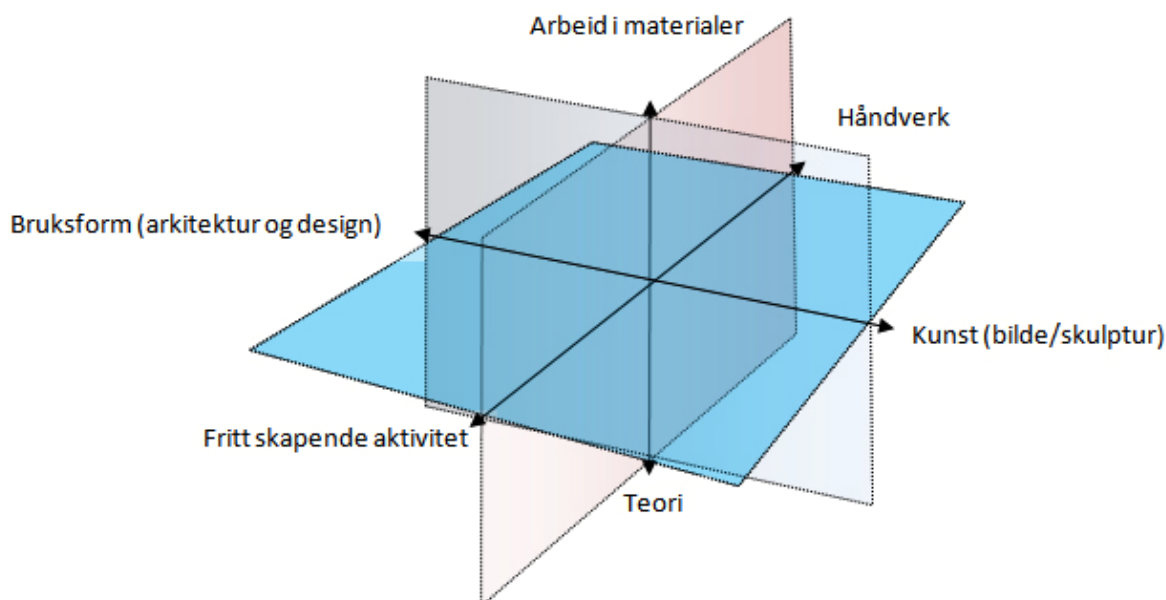 Arbeid i materialer
Håndverk
Bruksform (arkitektur og design)
Kunst (bilde/skulptur)
Fritt skapende aktivitet
Teori